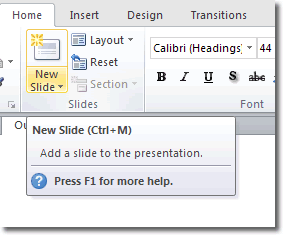 Home Insert Design Transitions
New Slide
Layout
Reset
Section
Slides
Calibri (Headings) 44
B I U S abc
Font
Ou
New Slide (Ctrl+M)
Add a slide to the presentation.
Press F1 for more help.